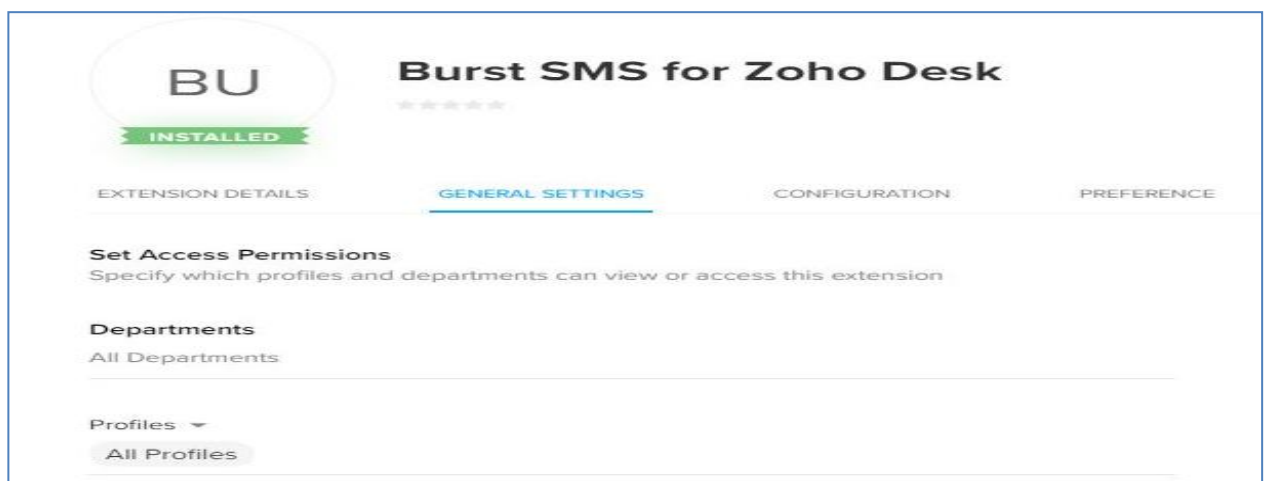 BU
Burst SMS for Zoho Desk
INSTALLED
EXTENSION DETAILS GENERAL SETTINGS CONFIGURATION PREFERENCE
Set Access Permissions
Specify which profiles and departments can view or access this extension
Departments
All Departments
Profiles
All Profiles